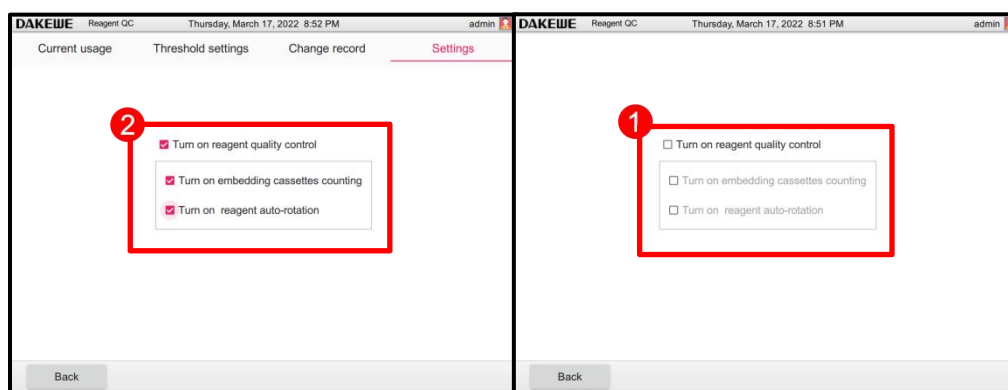 DAKEWE Reagent QC Thursday, March 17, 2022 8:52 PM admin
Current usage Threshold settings Change record Settings
2
Turn on reagent quality control
Turn on embedding cassettes counting
Turn on reagent auto-rotation
Back
DAKEWE Reagent QC Thursday, March 17, 2022 8:51 PM admin
1
Turn on reagent quality control
Turn on embedding cassettes counting
Turn on reagent auto-rotation
Back